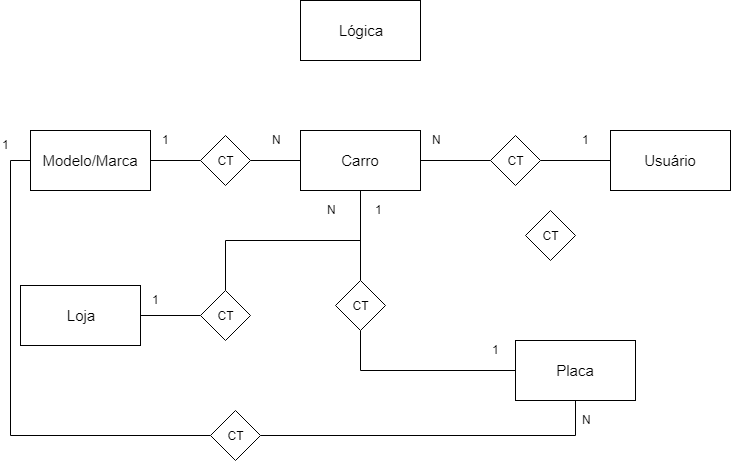 Lógica
1
Modelo/Marca
1
CT
N
Carro
N
CT
1
Usuário
N
1
CT
Loja
1
CT
CT
1
Placa
N
CT